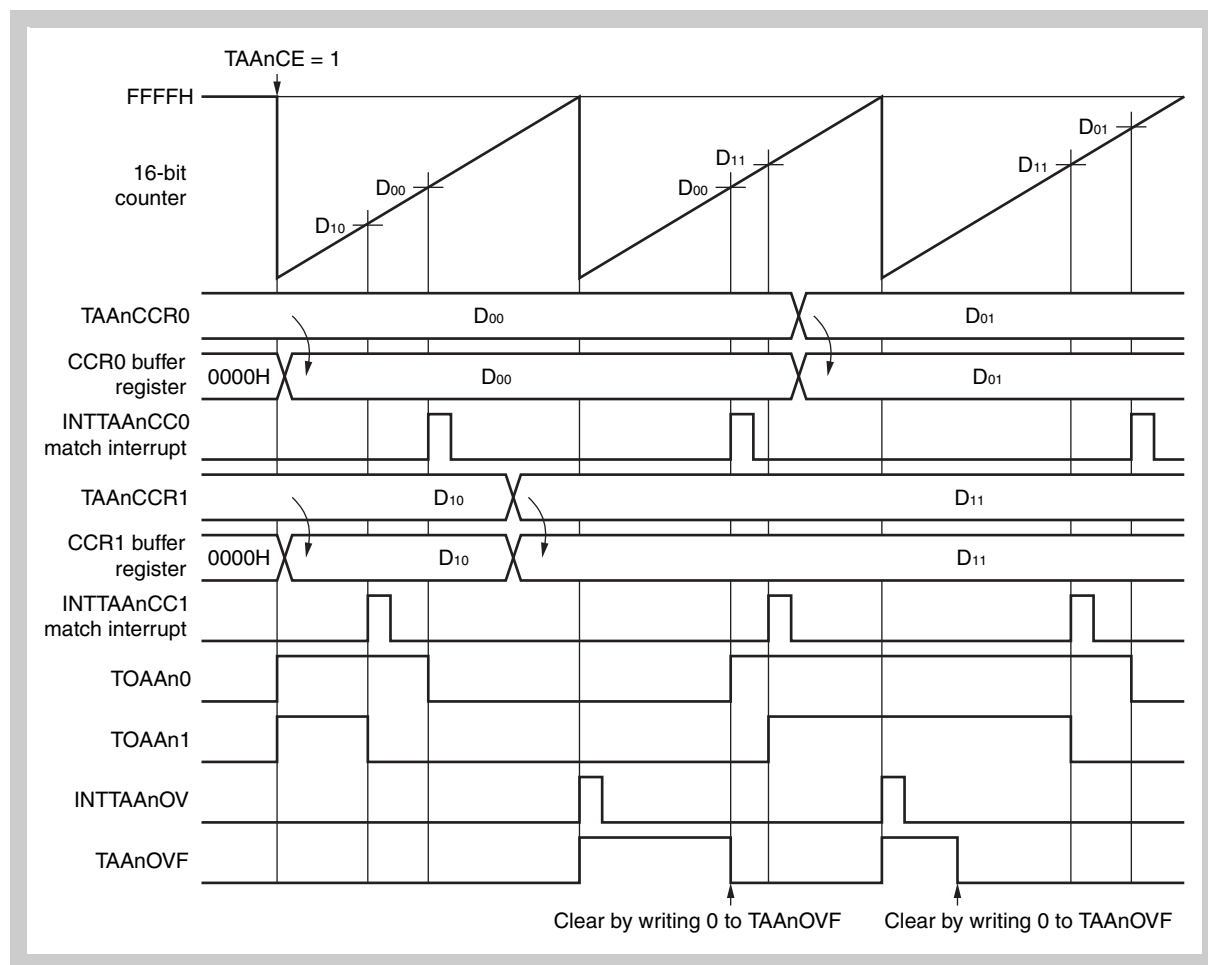 TAAnCE = 1
FFFFH
D01
D11
D11
16-bit
counter
D00
D00
D10
TAAnCCR0
D00
D01
CCR0 buffer
register
0000H
D00
D01
INTTAAnCC0
match interrupt
TAAnCCR1
D10
D11
CCR1 buffer
register
0000H
D10
D11
INTTAAnCC1
match interrupt
TOAAn0
TOAAn1
INTTAAnOV
TAAnOVF
Clear by writing 0 to TAAnOVF
Clear by writing 0 to TAAnOVF